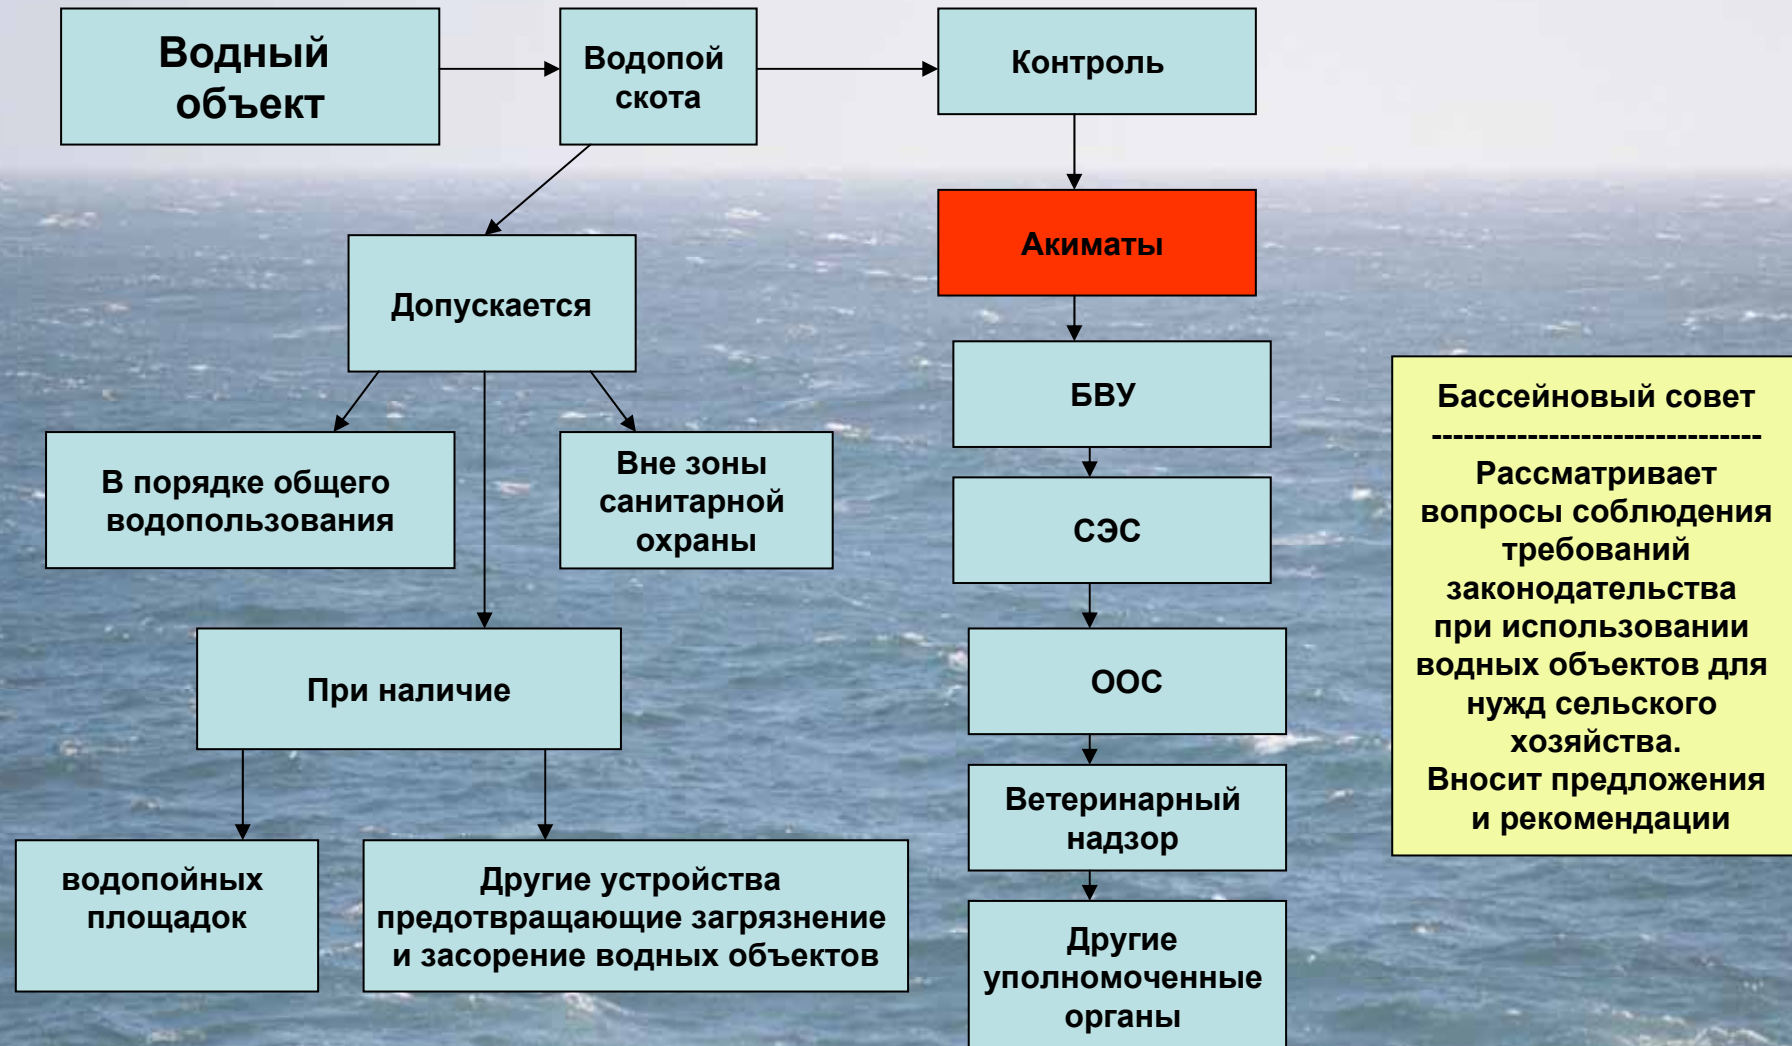 Водный
объект
Водопой
скота
Контроль
Акиматы
Допускается
БВУ
В порядке общего
водопользования
Вне зоны
санитарной
охраны
СЭС
При наличие
ООС
водопойных
площадок
Другие устройства
предотвращающие загрязнение
и засорение водных объектов
Ветеринарный
надзор
Другие
уполномоченные
органы
Бассейновый совет
-------------------------------
Рассматривает
вопросы соблюдения
требований
законодательства
при использовании
водных объектов для
нужд сельского
хозяйства.
Вносит предложения
и рекомендации